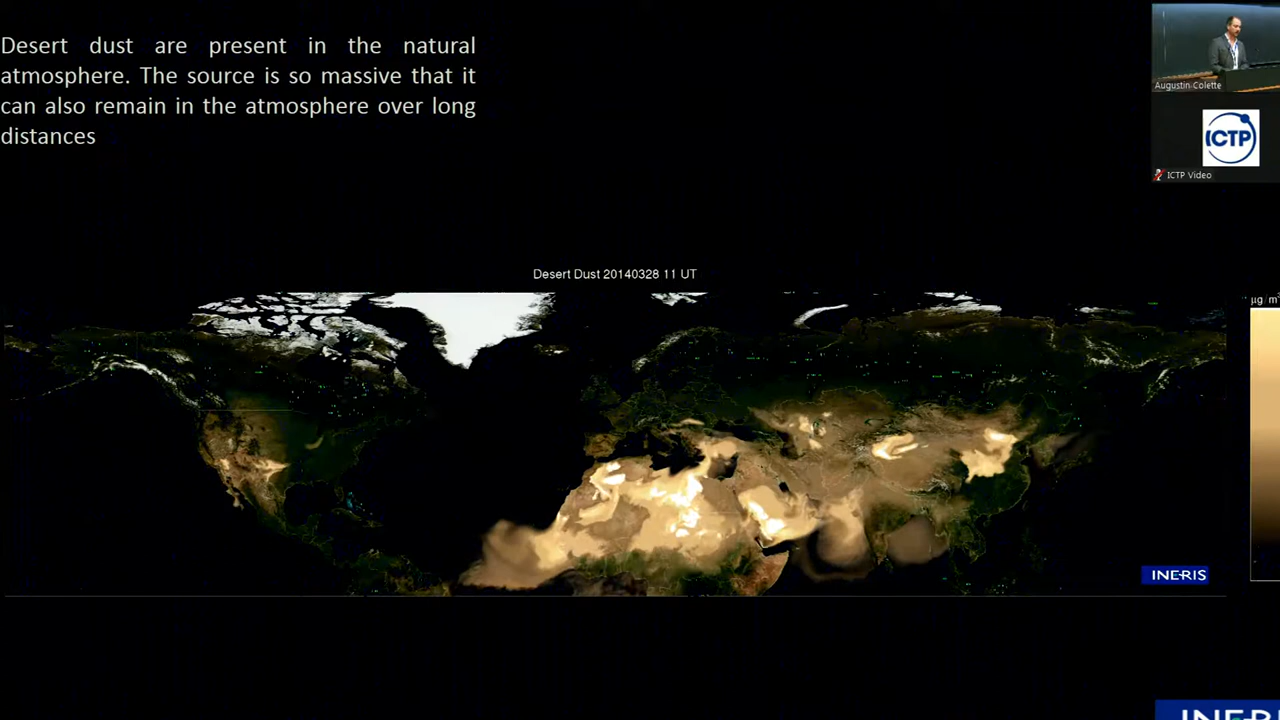 Desert dust are present in the natural
atmosphere. The source is so massive that it
can also remain in the atmosphere over long
distances
Augustin Colette
ICTP
ICTP Video
Desert Dust 20140328 11 UT
INERIS
INERIS